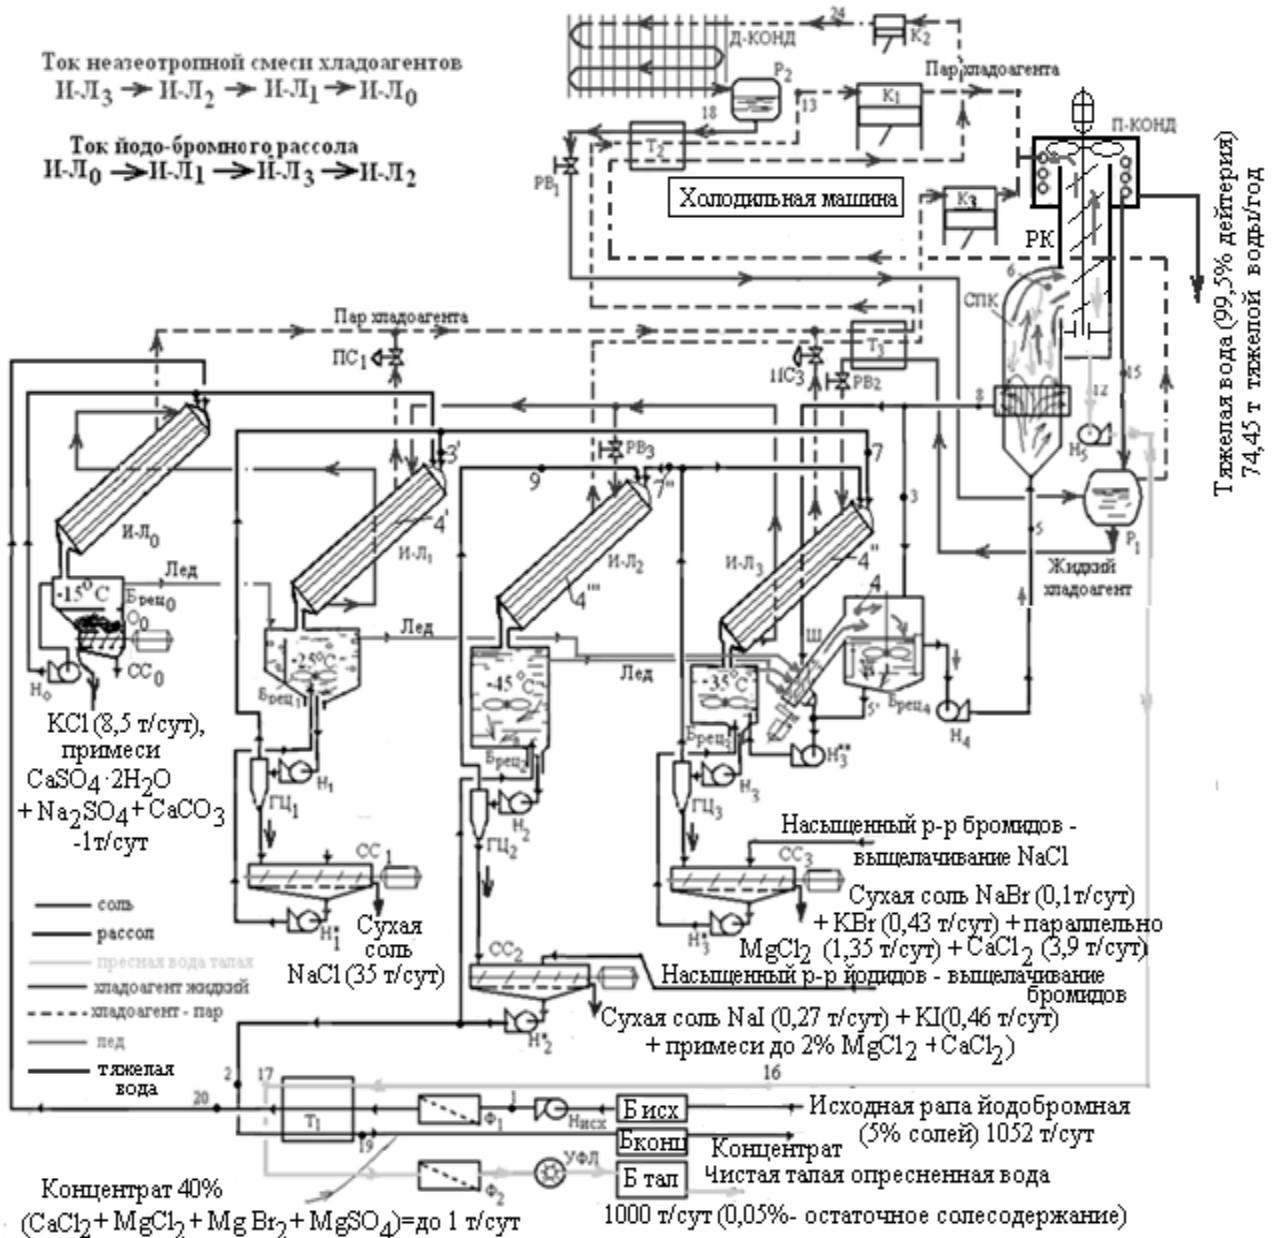 Ток неазеотропной смеси хладоагентов
И-Л3 → И-Л2 → И-Л1 → И-Л0
Ток йодо-бромного рассола
И-Л0 → И-Л1 → И-Л3 → И-Л2
24
К2
Д-КОНД
Р2
Пар хладоагента
18
13
К1
П-КОНД
Т2
РВ1
Холодильная машина
К3
РК
Тяжелая вода (99,5% дейтерия)
74,45 т тяжелой воды/год
6
СПК
Пар хладоагента
ПС1
ПС3
Т3
РВ2
15
8
12
Н5
3'
РВ3
7
9
7''
3
4'
И-Л0
И-Л1
И-Л2
И-Л3
4''
5
Р1
4'''
Жидкий
хладоагент
Лед
-15°С
Брец0
О0
4
Лед
Ш
-25°С
Н0
СС0
Брец1
Лед
-45°С
-35°С
5'
Брец4
Н4
КCl (8,5 т/сут),
примеси
CaSO4·2H2O
+ Na2SO4 + CaCO3
-1т/сут
Н1
ГЦ1
Брец2
Н2
ГЦ2
Н3
ГЦ3
Н3**
СС1
Насыщенный р-р бромидов -
выщелачивание NaCl
СС3
соль
рассол
пресная вода талая
хладоагент жидкий
хладоагент - пар
лед
тяжелая
вода
Н1*
Сухая
соль
NaCl (35 т/сут)
Н3*
Сухая соль NaBr (0,1т/сут)
+ KBr (0,43 т/сут) + параллельно
MgCl2 (1,35 т/сут) + CaCl2 (3,9 т/сут)
СС2
Насыщенный р-р йодидов - выщелачивание
бромидов
Н2*
Сухая соль NaI (0,27 т/сут) + KI(0,46 т/сут)
+ примеси до 2% MgCl2 +CaCl2)
2
17
16
20
Т1
Ф1
1
Нисх
Б исх
Исходная рапа йодобромная
(5% солей) 1052 т/сут
19
Бконц
Концентрат
Ф2
УФЛ
Б тал
Чистая талая опресненная вода
1000 т/сут (0,05%- остаточное солесодержание)
Концентрат 40%
(CaCl2 + MgCl2 + Mg Br2 + MgSO4)=до 1 т/сут